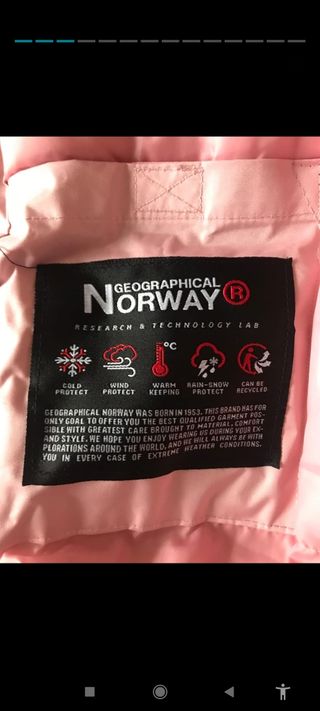 GEOGRAPHICAL
NORWAY®
RESEARCH & TECHNOLOGY LAB
°C
COLD PROTECT
WIND PROTECT
WARM KEEPING
RAIN-SNOW PROTECT
CAN BE RECYCLED
GEOGRAPHICAL NORWAY WAS BORN IN 1953. THIS BRAND HAS FOR
ONLY GOAL TO OFFER YOU THE BEST QUALIFIED GARMENT POS-
SIBLE WITH GREATEST CARE BROUGHT TO MATERIAL, COMFORT
AND STYLE. WE HOPE YOU ENJOY WEARING US DURING YOUR EX-
PLORATIONS AROUND THE WORLD, AND WE WILL ALWAYS BE WITH
YOU IN EVERY CASE OF EXTREME WEATHER CONDITIONS.